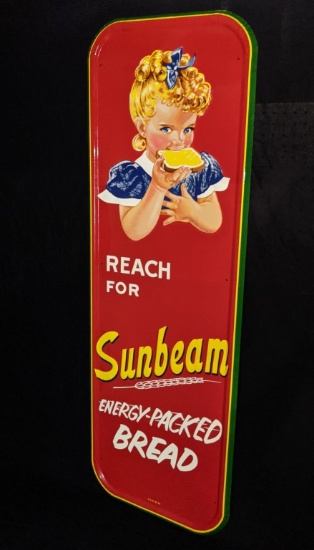 REACH
FOR
Sunbeam
ENERGY-PACKED
BREAD